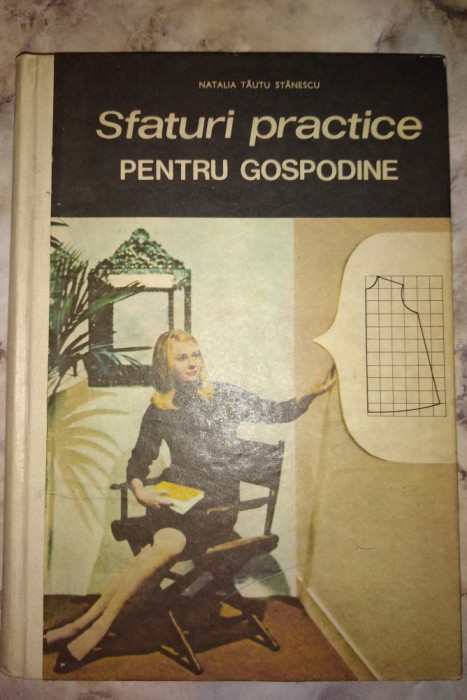 NATALIA TĂUTU STĂNESCU
Sfaturi practice
PENTRU GOSPODINE